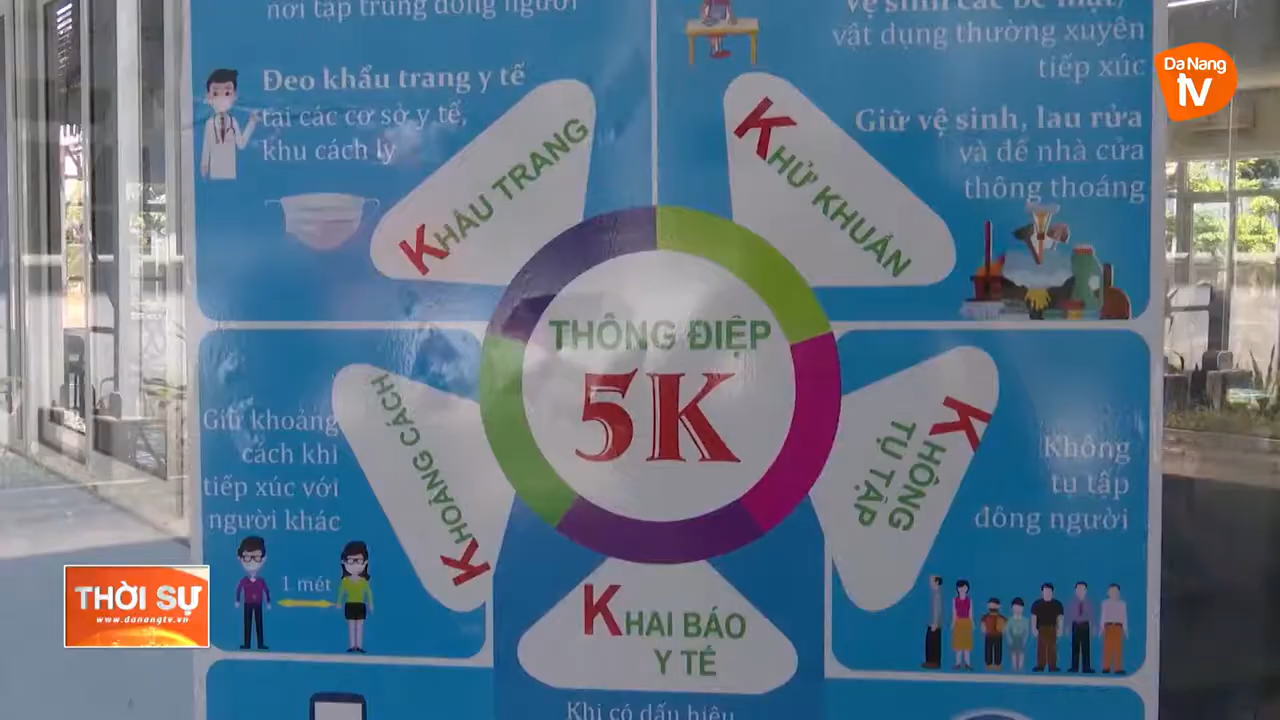 nơi tập trung đông người
Đeo khẩu trang y tế
tại các cơ sở y tế,
khu cách ly
KHẨU TRANG
Vệ sinh các bề mặt/
vật dụng thường xuyên
tiếp xúc
Giữ vệ sinh, lau rửa
và để nhà cửa
thông thoáng
KHỬ KHUẨN
Da Nang
tv
THÔNG ĐIỆP
5K
Giữ khoảng
cách khi
tiếp xúc với
người khác
1 mét
KHOẢNG CÁCH
KHÔNG
TỤ TẬP
Không
tụ tập
đông người
KHAI BÁO
Y TẾ
Khi có dấu hiệu
THỜI SỰ
www.danangtv.vn